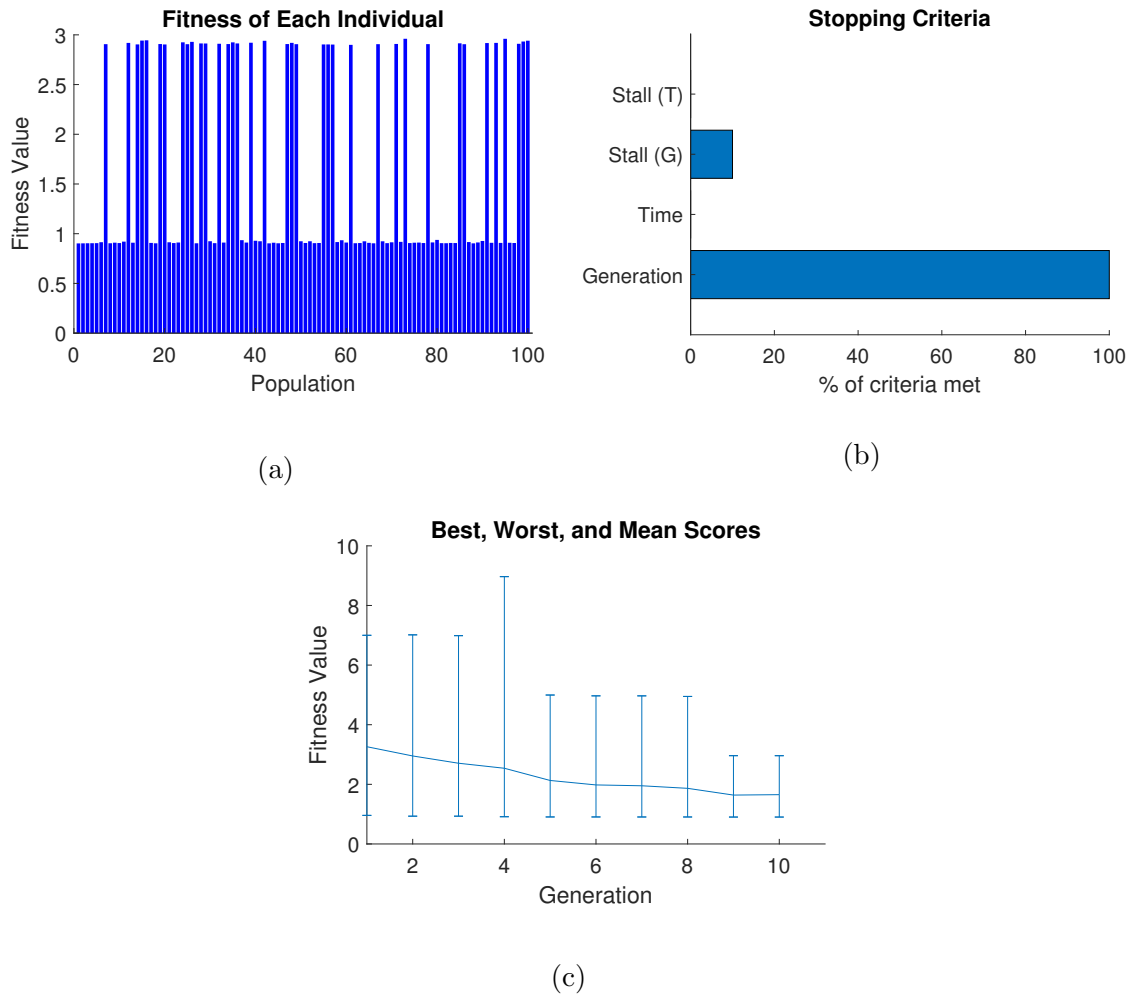 Fitness of Each Individual
3
2.5
2
1.5
1
0.5
0
Fitness Value
0 20 40 60 80 100
Population
(a)
Stopping Criteria
Stall (T)
Stall (G)
Time
Generation
0 20 40 60 80 100
% of criteria met
(b)
Best, Worst, and Mean Scores
10
8
6
4
2
0
Fitness Value
2 4 6 8 10
Generation
(c)